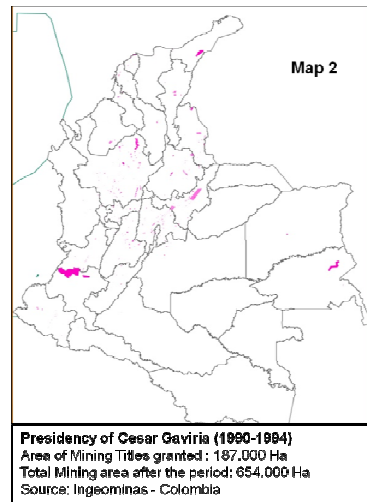 Map 2
Presidency of Cesar Gaviria (1990-1994)
Area of Mining Titles granted : 187.000 Ha
Total Mining area after the period: 654.000 Ha
Source: Ingeominas - Colombia